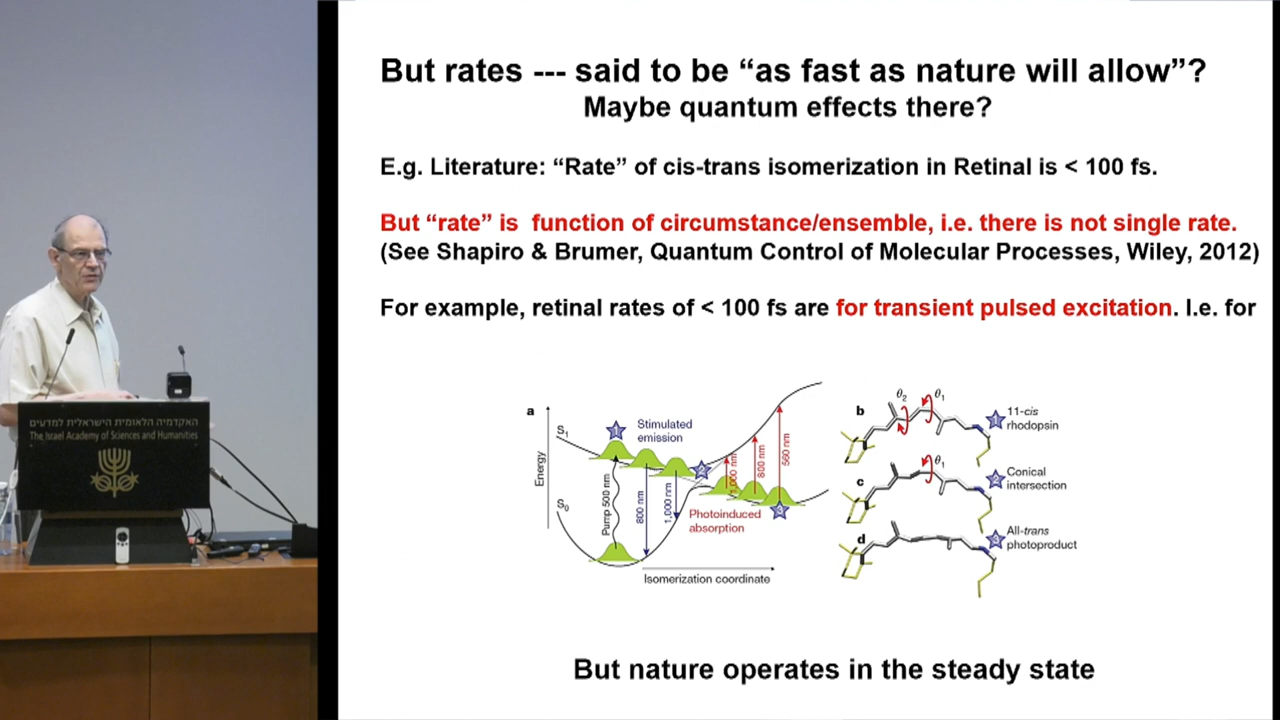 But rates --- said to be “as fast as nature will allow”?
Maybe quantum effects there?
E.g. Literature: “Rate” of cis-trans isomerization in Retinal is < 100 fs.
But “rate” is function of circumstance/ensemble, i.e. there is not single rate.
(See Shapiro & Brumer, Quantum Control of Molecular Processes, Wiley, 2012)
For example, retinal rates of < 100 fs are for transient pulsed excitation. I.e. for
a
Energy
S1
S0
1
Stimulated
emission
2
Pump 500 nm
800 nm
1,000 nm
1,000 nm
800 nm
560 nm
Photoinduced
absorption
3
Isomerization coordinate
b
θ2
θ1
1
11-cis
rhodopsin
c
θ1
2
Conical
intersection
d
All-trans
photoproduct
But nature operates in the steady state
האקדמיה הלאומית הישראלית למדעים
The Israel Academy of Sciences and Humanities